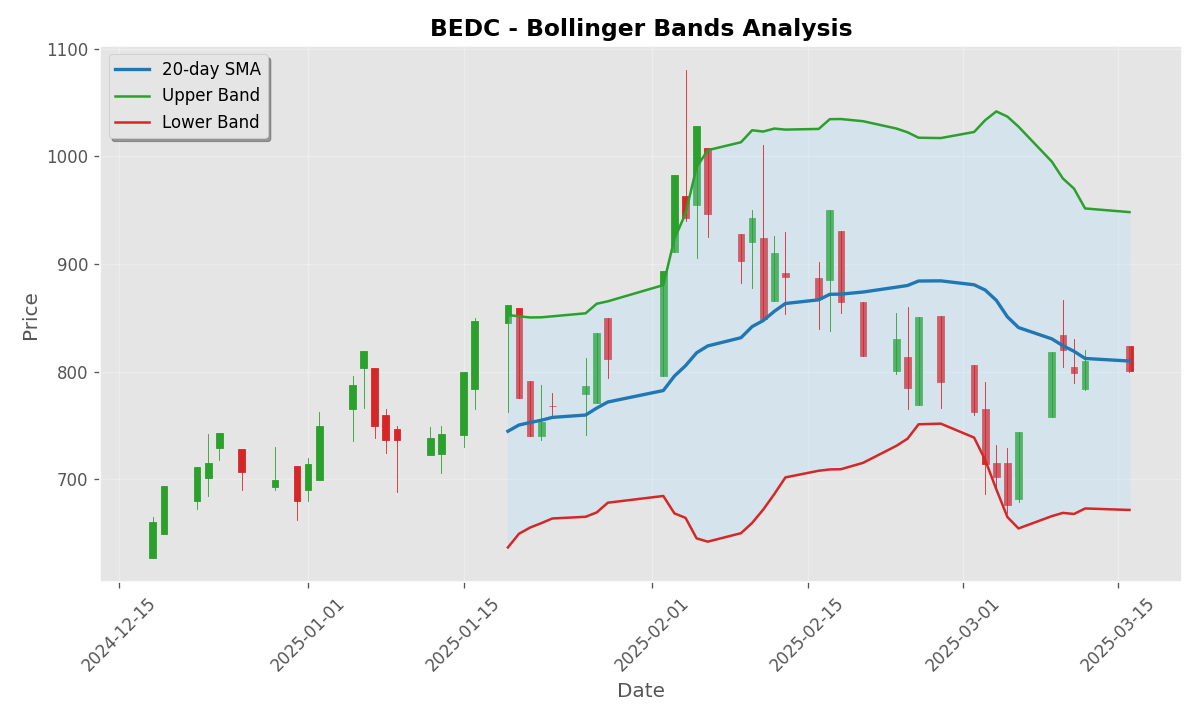 BEDC - Bollinger Bands Analysis
20-day SMA
Upper Band
Lower Band
Price
1100
1000
900
800
700
2024-12-15
2025-01-01
2025-01-15
2025-02-01
2025-02-15
2025-03-01
2025-03-15
Date